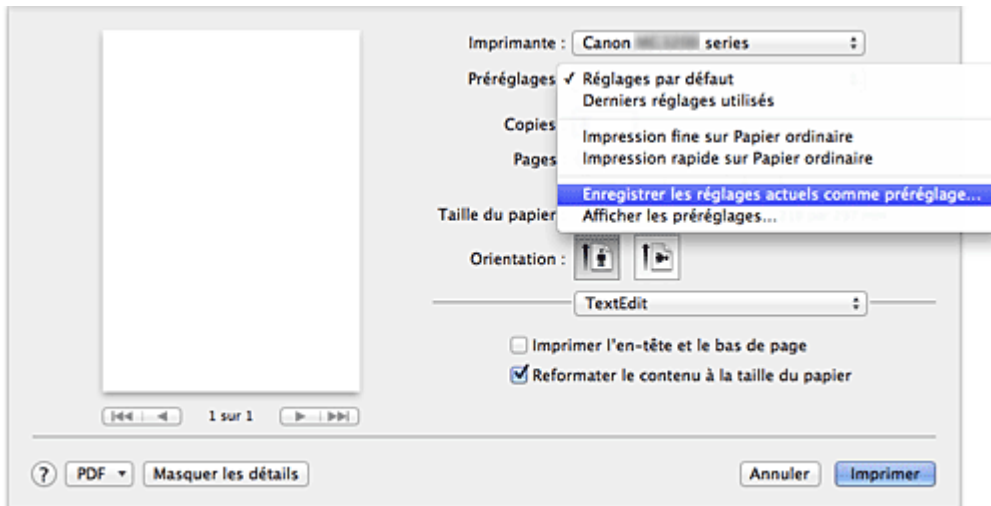 Imprimante : Canon series
Préréglages ✓ Réglages par défaut
Derniers réglages utilisés
Copies
Impression fine sur Papier ordinaire
Pages
Impression rapide sur Papier ordinaire
Enregistrer les réglages actuels comme préréglage...
Taille du papier
Afficher les préréglages...
Orientation :
TextEdit
Imprimer l'en-tête et le bas de page
Reformater le contenu à la taille du papier
1 sur 1
? PDF Masquer les détails Annuler Imprimer